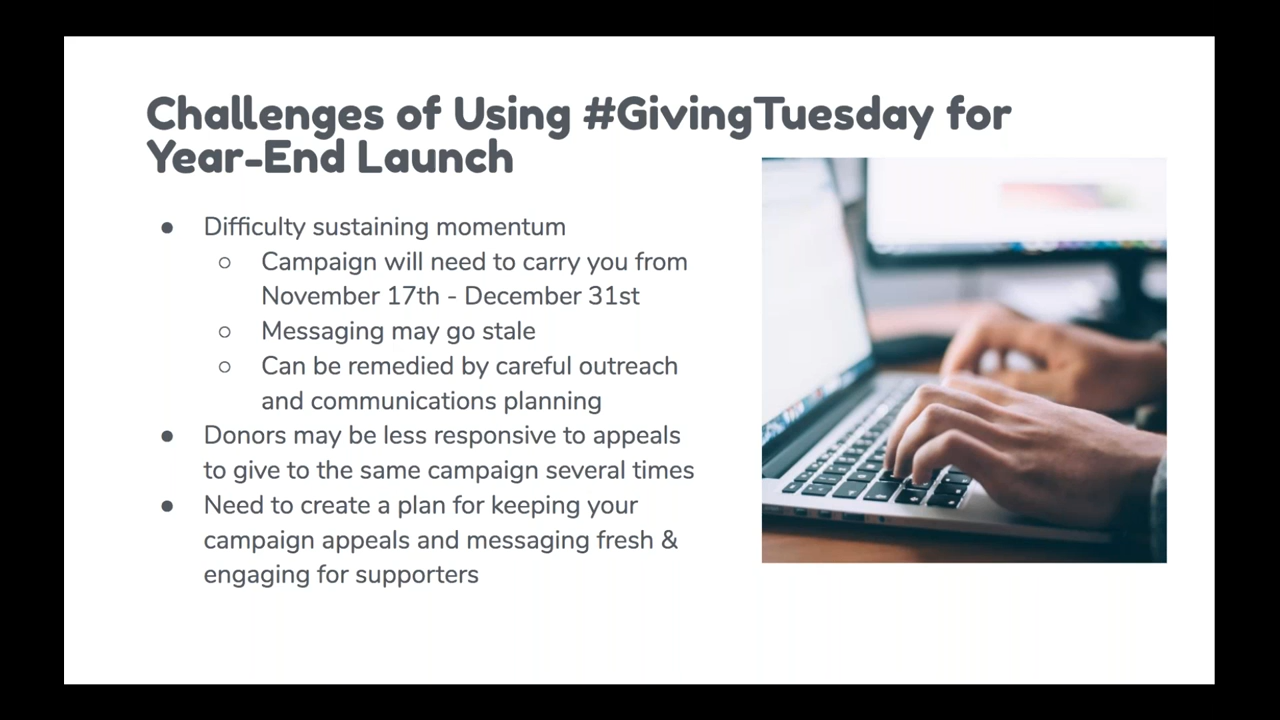 Challenges of Using #GivingTuesday for
Year-End Launch
● Difficulty sustaining momentum
○ Campaign will need to carry you from
November 17th - December 31st
○ Messaging may go stale
○ Can be remedied by careful outreach
and communications planning
● Donors may be less responsive to appeals
to give to the same campaign several times
● Need to create a plan for keeping your
campaign appeals and messaging fresh &
engaging for supporters